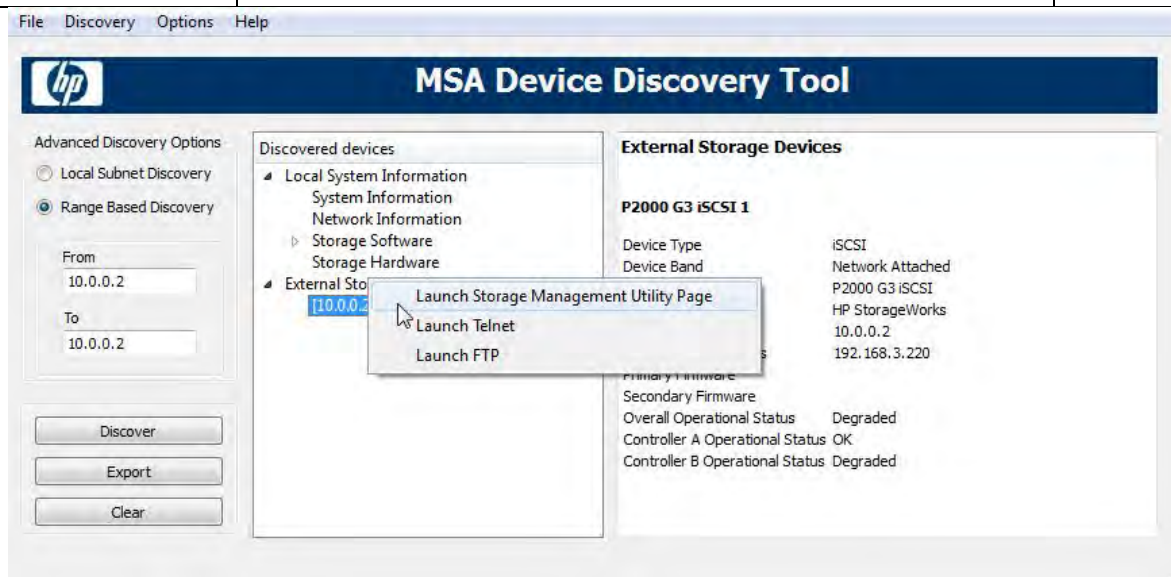 File Discovery Options Help
hp
MSA Device Discovery Tool
Advanced Discovery Options
Local Subnet Discovery
Range Based Discovery
From
10.0.0.2
To
10.0.0.2
Discover
Export
Clear
Discovered devices
Local System Information
System Information
Network Information
Storage Software
Storage Hardware
External Sto
[10.0.0.2
Launch Storage Management Utility Page
Launch Telnet
Launch FTP
External Storage Devices
P2000 G3 iSCSI 1
Device Type iSCSI
Device Band Network Attached
P2000 G3 iSCSI
HP StorageWorks
10.0.0.2
s 192.168.3.220
Primary Firmware
Secondary Firmware
Overall Operational Status Degraded
Controller A Operational Status OK
Controller B Operational Status Degraded